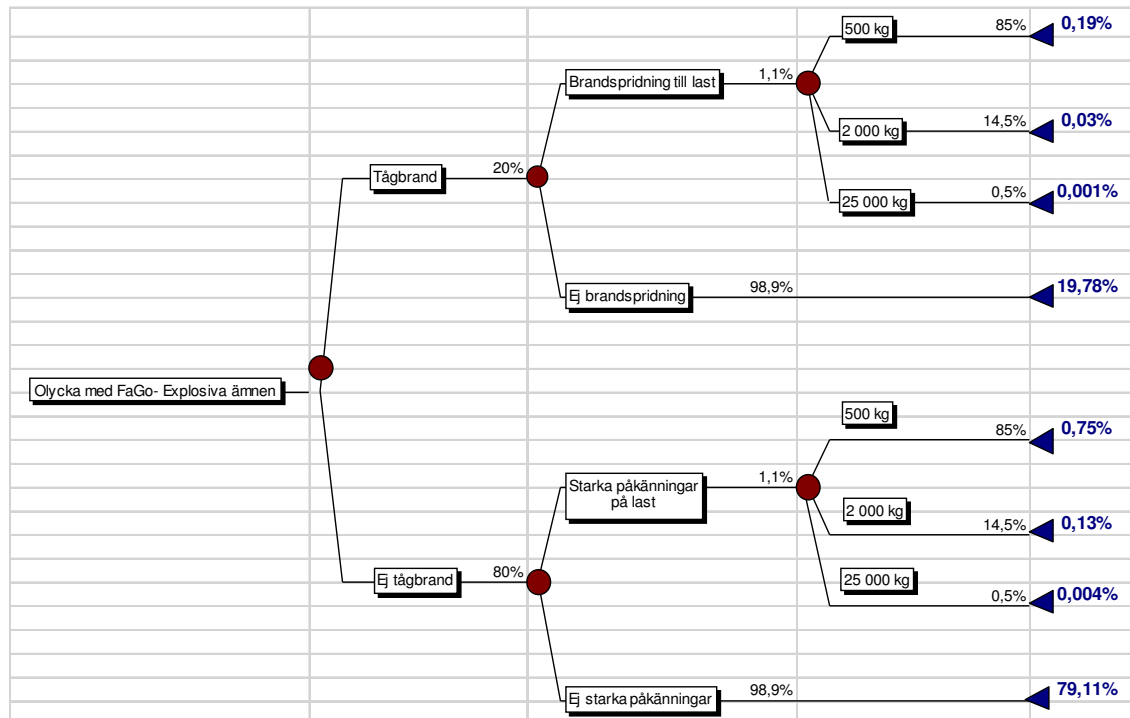 500 kg
85%
0,19%
Brandspridning till last
1,1%
2 000 kg
14,5%
0,03%
Tågbrand
20%
25 000 kg
0,5%
0,001%
Ej brandspridning
98,9%
19,78%
Olycka med FaGo- Explosiva ämnen
500 kg
85%
0,75%
Starka påkänningar
på last
1,1%
2 000 kg
14,5%
0,13%
Ej tågbrand
80%
25 000 kg
0,5%
0,004%
Ej starka påkänningar
98,9%
79,11%